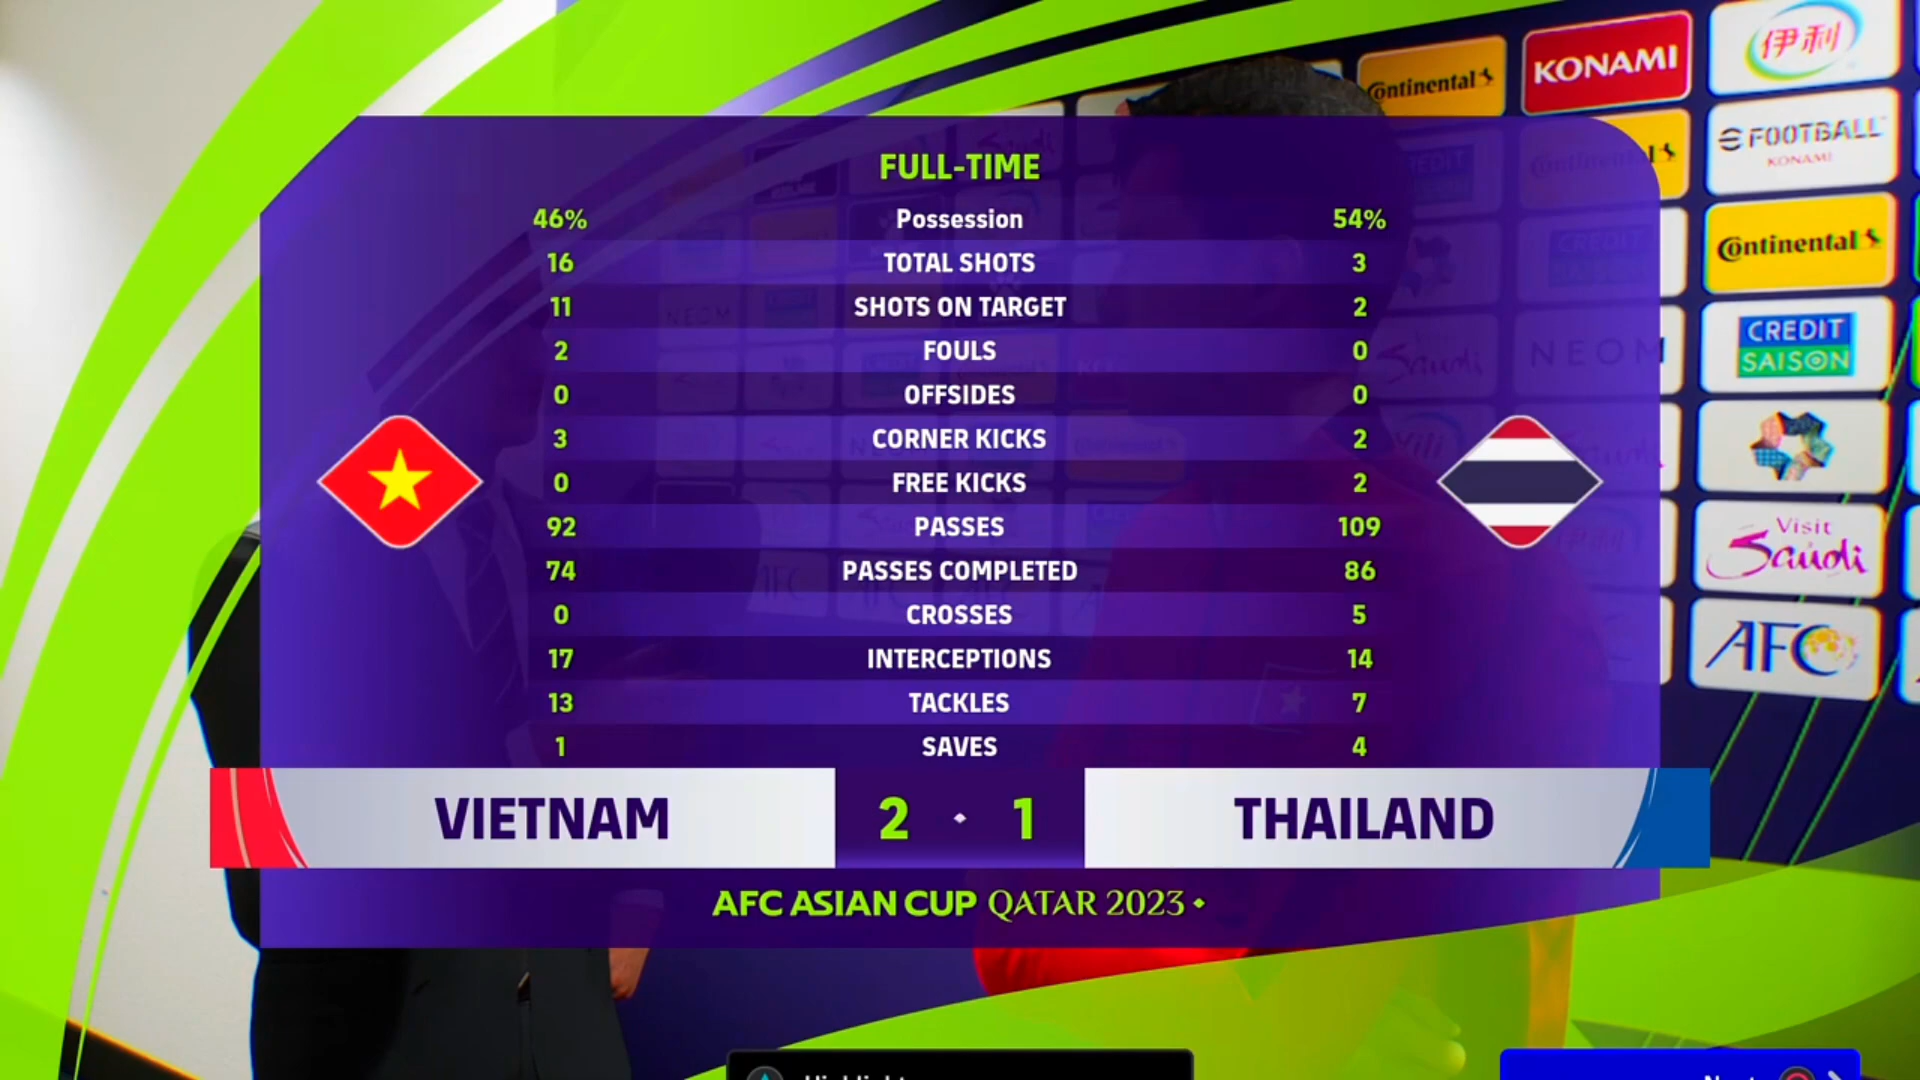 Continental
KONAMI
伊利
eFOOTBALL
KONAMI
Continental
CREDIT
SAISON
NEOM
Visit
Saudi
AFC
FULL-TIME
46% Possession 54%
16 TOTAL SHOTS 3
11 SHOTS ON TARGET 2
2 FOULS 0
0 OFFSIDES 0
3 CORNER KICKS 2
0 FREE KICKS 2
92 PASSES 109
74 PASSES COMPLETED 86
0 CROSSES 5
17 INTERCEPTIONS 14
13 TACKLES 7
1 SAVES 4
VIETNAM 2 1 THAILAND
AFC ASIAN CUP QATAR 2023